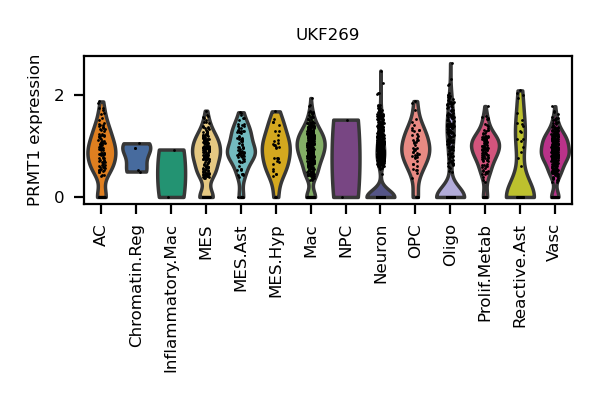 UKF269
PRMT1 expression
2
0
AC
Chromatin.Reg
Inflammatory.Mac
MES
MES.Ast
MES.Hyp
Mac
NPC
Neuron
OPC
Oligo
Prolif.Metab
Reactive.Ast
Vasc